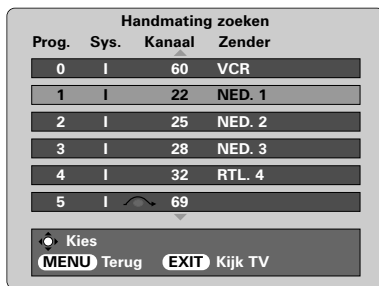 Handmating zoeken
Prog. Sys. Kanaal Zender
0 I 60 VCR
1 I 22 NED. 1
2 I 25 NED. 2
3 I 28 NED. 3
4 I 32 RTL. 4
5 I 69
Kies
MENU Terug EXIT Kijk TV